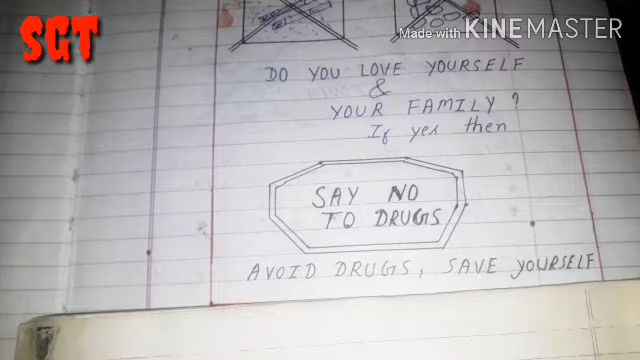 SGT
Made with KINEMASTER
DO YOU LOVE YOURSELF
&
YOUR FAMILY ?
If yes then
SAY NO
TO DRUGS
AVOID DRUGS, SAVE YOURSELF